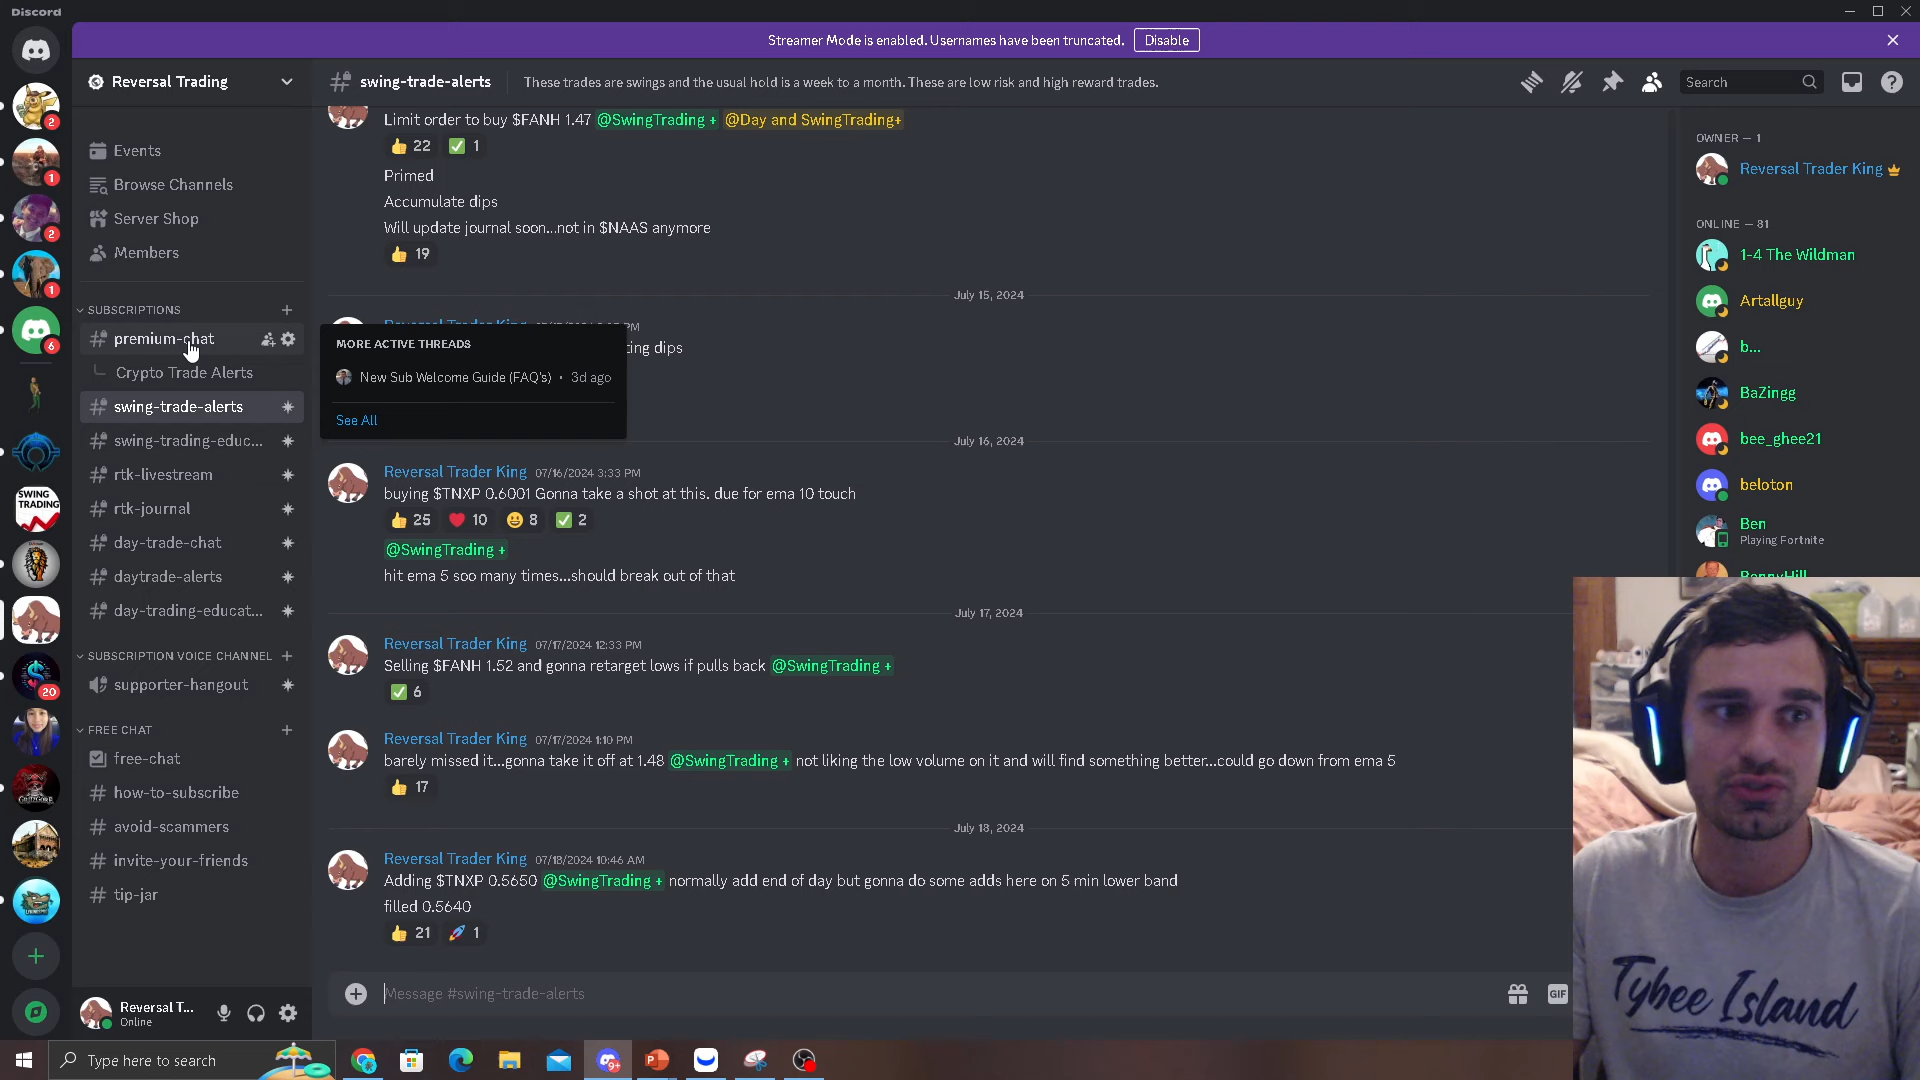 Discord
Streamer Mode is enabled. Usernames have been truncated. Disable
Reversal Trading
Events
Browse Channels
Server Shop
Members
SUBSCRIPTIONS
premium-chat
Crypto Trade Alerts
swing-trade-alerts
swing-trading-educ...
rtk-livestream
rtk-journal
day-trade-chat
daytrade-alerts
day-trading-educat...
SUBSCRIPTION VOICE CHANNEL
supporter-hangout
FREE CHAT
free-chat
how-to-subscribe
avoid-scammers
invite-your-friends
tip-jar
Reversal T...
Online
2
1
2
1
6
SWING
TRADING
20
swing-trade-alerts
These trades are swings and the usual hold is a week to a month. These are low risk and high reward trades.
Search
Limit order to buy $FANH 1.47 @SwingTrading + @Day and SwingTrading+
22 1
Primed
Accumulate dips
Will update journal soon...not in $NAAS anymore
19
July 15, 2024
MORE ACTIVE THREADS
New Sub Welcome Guide (FAQ's) • 3d ago
See All
ting dips
July 16, 2024
Reversal Trader King 07/16/2024 3:33 PM
buying $TNXP 0.6001 Gonna take a shot at this. due for ema 10 touch
25 10 8 2
@SwingTrading +
hit ema 5 soo many times...should break out of that
July 17, 2024
Reversal Trader King 07/17/2024 12:33 PM
Selling $FANH 1.52 and gonna retarget lows if pulls back @SwingTrading +
6
Reversal Trader King 07/17/2024 1:10 PM
barely missed it...gonna take it off at 1.48 @SwingTrading + not liking the low volume on it and will find something better...could go down from ema 5
17
July 18, 2024
Reversal Trader King 07/18/2024 10:46 AM
Adding $TNXP 0.5650 @SwingTrading + normally add end of day but gonna do some adds here on 5 min lower band
filled 0.5640
21 1
Message #swing-trade-alerts
GIF
OWNER — 1
Reversal Trader King
ONLINE — 81
1-4 The Wildman
Artallguy
b...
BaZingg
bee_ghee21
beloton
Ben
Playing Fortnite
BennyHill
Tybee Island
Type here to search
9+